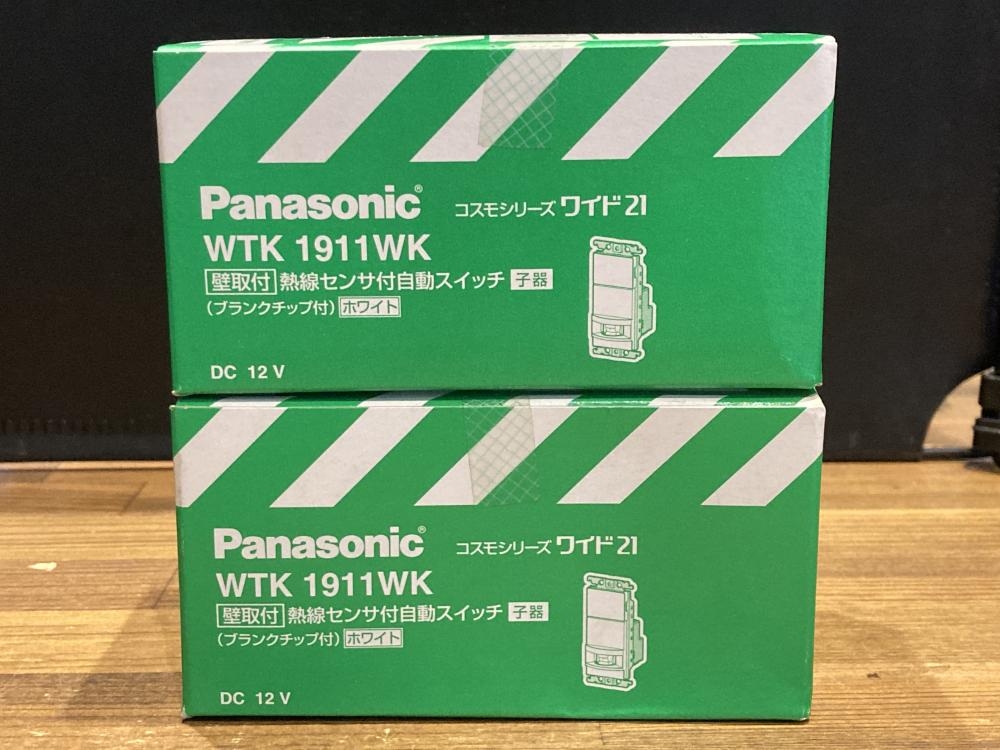 Panasonic® コスモシリーズ ワイド21
WTK 1911WK
壁取付 熱線センサ付自動スイッチ 子器
(ブランクチップ付) ホワイト
DC 12 V
Panasonic® コスモシリーズ ワイド21
WTK 1911WK
壁取付 熱線センサ付自動スイッチ 子器
(ブランクチップ付) ホワイト
DC 12 V